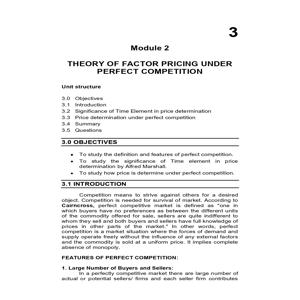 3
Module 2
THEORY OF FACTOR PRICING UNDER
PERFECT COMPETITION
Unit structure
3.0 Objectives
3.1 Introduction
3.2 Significance of Time Element in price determination
3.3 Price determination under perfect competition
3.4 Summary
3.5 Questions
3.0 OBJECTIVES
• To study the definition and features of perfect competition.
• To study the significance of Time element in price
determination by Alfred Marshall.
• To study how price is determine under perfect competition.
3.1 INTRODUCTION
Competition means to strive against others for a desired
object. Competition is needed for survival of market. According to
Cairncross, perfect competitive market is defined as "one in
which buyers have no preferences as between the different units
of the commodity offered for sale, sellers are quite indifferent to
whom they sell and both buyers and sellers have full knowledge of
prices in other parts of the market." In other words, perfect
competition is a market situation where the forces of demand and
supply operate freely without the influence of any external factors
and the commodity is sold at a uniform price. It implies complete
absence of monopoly.
FEATURES OF PERFECT COMPETITION:
1. Large Number of Buyers and Sellers:
In a perfectly competitive market there are large number of
actual or potential sellers/ firms and each seller firm contributes